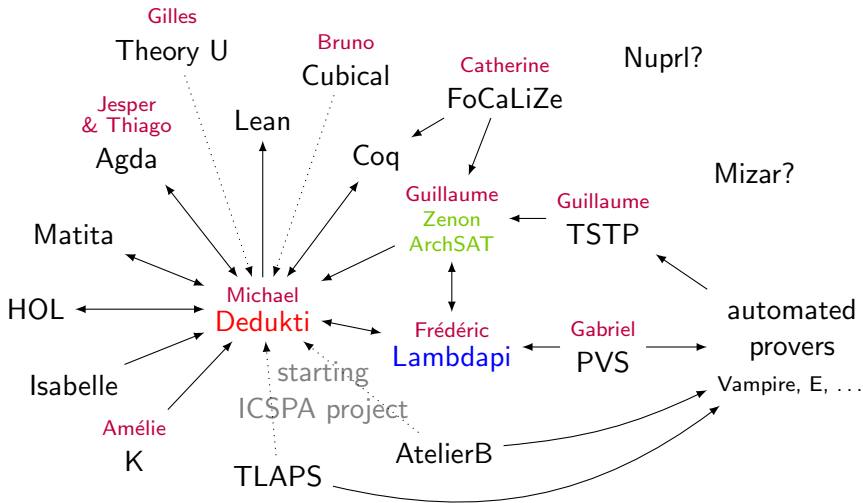 Gilles
Theory U
Bruno
Cubical
Catherine
FoCaLiZe
Nuprl?
Jesper
& Thiago
Agda
Lean
Coq
Mizar?
Guillaume
Zenon
ArchSAT
Guillaume
TSTP
Matita
HOL
Michael
Dedukti
Frédéric
Lambdapi
Gabriel
PVS
automated
provers
Vampire, E, ...
Isabelle
starting
ICSPA project
Amélie
K
TLAPS
AtelierB